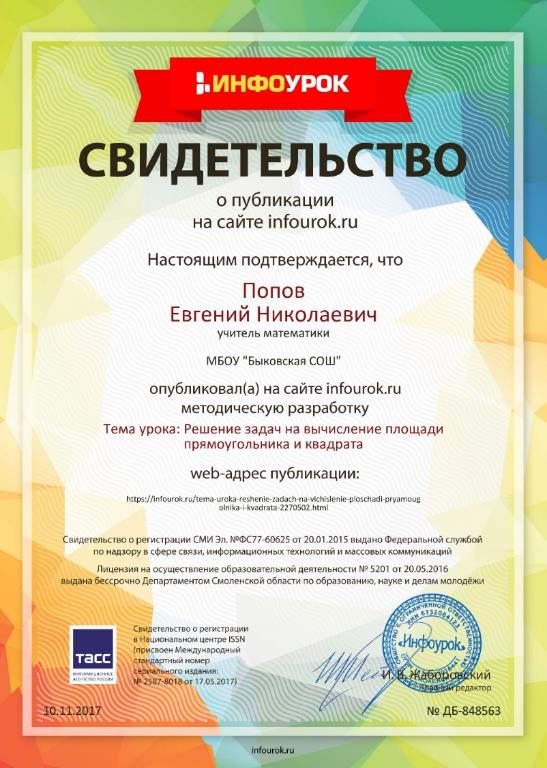 ИНФОУРОК
СВИДЕТЕЛЬСТВО
о публикации
на сайте infourok.ru
Настоящим подтверждается, что
Попов
Евгений Николаевич
учитель математики
МБОУ "Быковская СОШ"
опубликовал(а) на сайте infourok.ru
методическую разработку
Тема урока: Решение задач на вычисление площади
прямоугольника и квадрата
web-адрес публикации:
https://infourok.ru/tema-uroka-reshenie-zadach-na-vichislenie-ploschadi-pryamoug
olnika-i-kvadrata-2270502.html
Свидетельство о регистрации СМИ Эл. №ФС77-60625 от 20.01.2015 выдано Федеральной службой
по надзору в сфере связи, информационных технологий и массовых коммуникаций
Лицензия на осуществление образовательной деятельности № 5201 от 20.05.2016
выдана бессрочно Департаментом Смоленской области по образованию, науке и делам молодёжи
ТАСС
ИНФОРМАЦИОННОЕ
АГЕНТСТВО РОССИИ
Свидетельство о регистрации
в Национальном центре ISSN
(присвоен Международный
стандартный номер
сериального издания:
№ 2587-8018 от 17.05.2017)
«Инфоурок»
И. В. Жаборовский
главный редактор
10.11.2017
№ ДБ-848563
infourok.ru